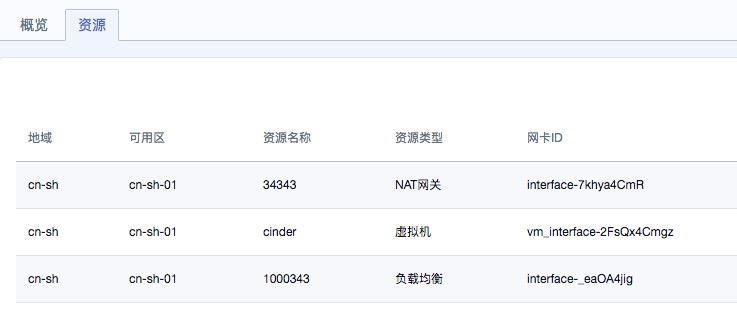 概览 资源
地域 可用区 资源名称 资源类型 网卡ID
cn-sh cn-sh-01 34343 NAT网关 interface-7khya4CmR
cn-sh cn-sh-01 cinder 虚拟机 vm_interface-2FsQx4Cmgz
cn-sh cn-sh-01 1000343 负载均衡 interface-_eaOA4jig